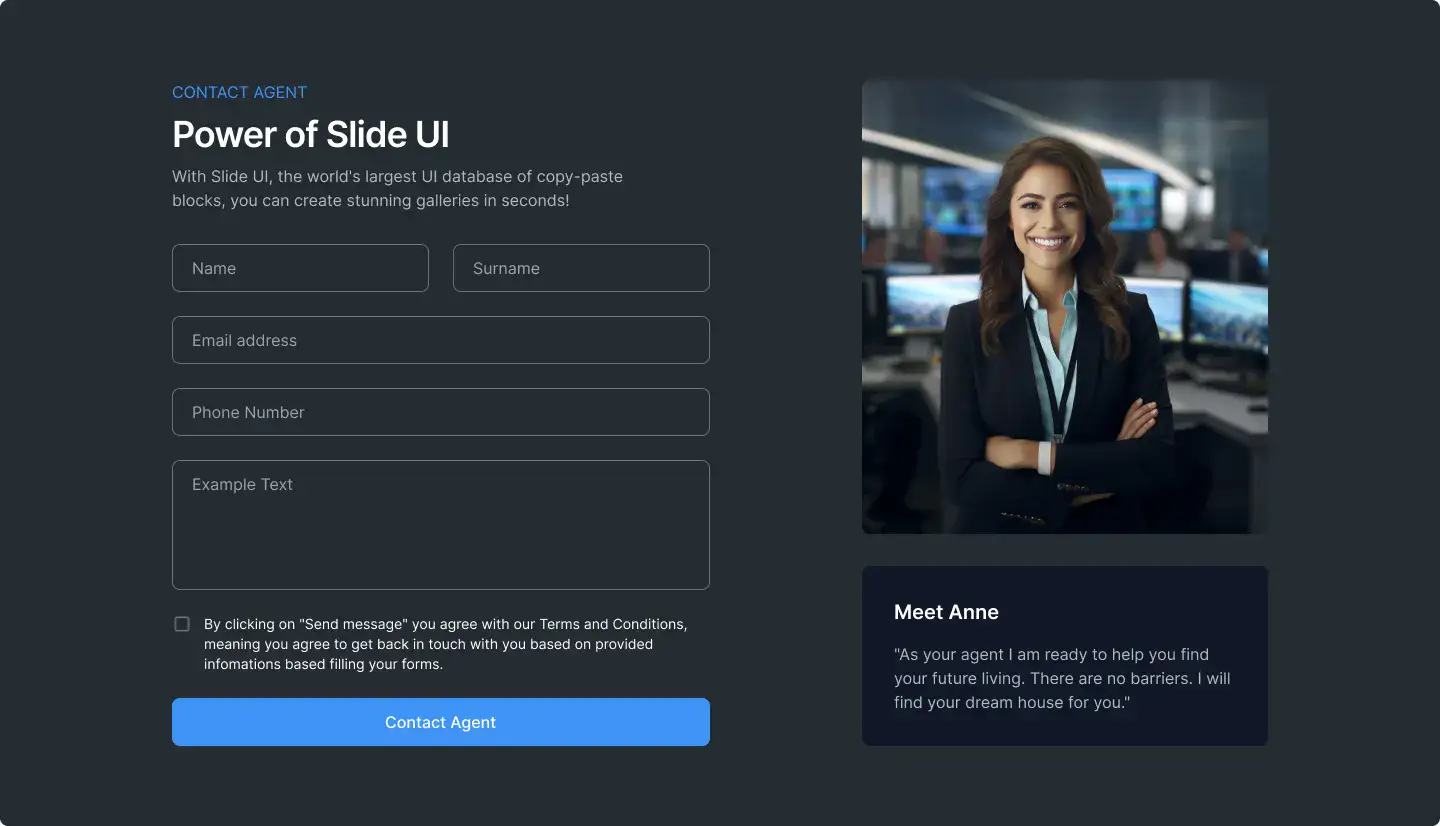 CONTACT AGENT
Power of Slide UI
With Slide UI, the world's largest UI database of copy-paste
blocks, you can create stunning galleries in seconds!
Name
Surname
Email address
Phone Number
Example Text
By clicking on "Send message" you agree with our Terms and Conditions,
meaning you agree to get back in touch with you based on provided
infomations based filling your forms.
Contact Agent
Meet Anne
"As your agent I am ready to help you find
your future living. There are no barriers. I will
find your dream house for you."